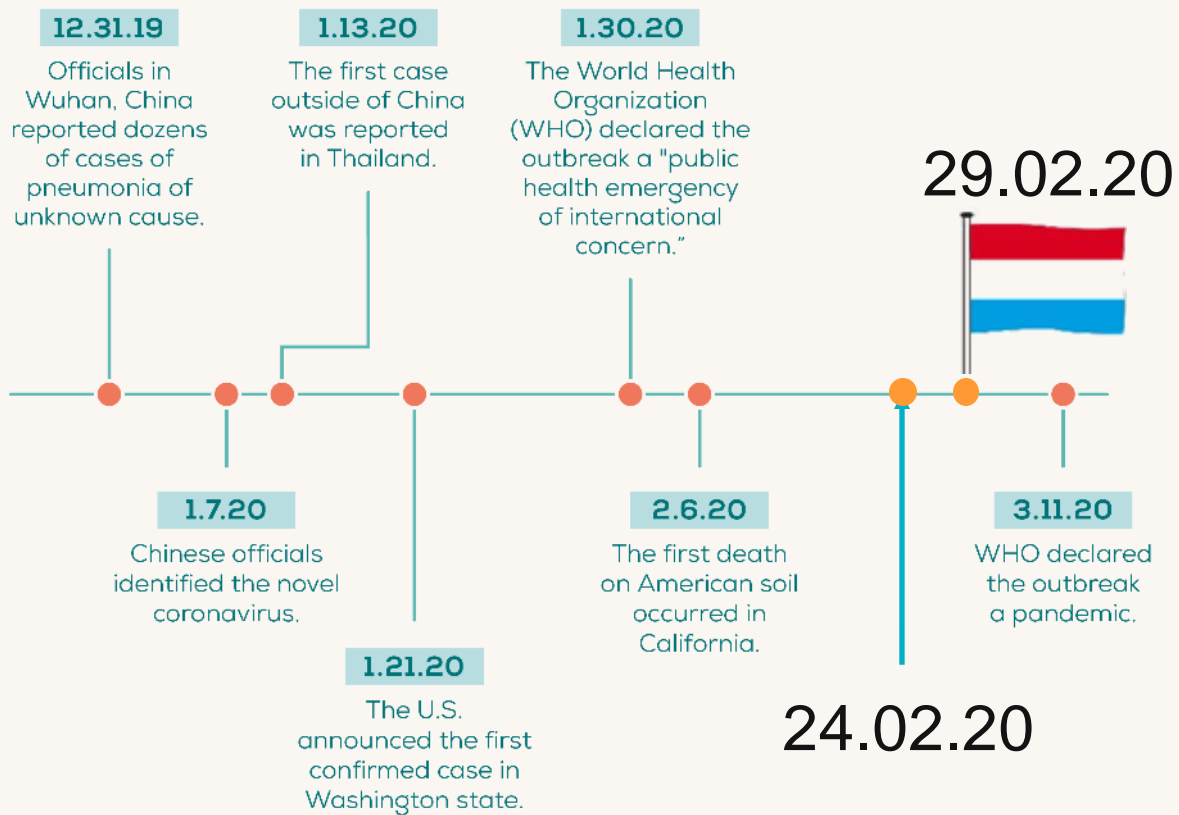 12.31.19
Officials in
Wuhan, China
reported dozens
of cases of
pneumonia of
unknown cause.
1.13.20
The first case
outside of China
was reported
in Thailand.
1.30.20
The World Health
Organization
(WHO) declared the
outbreak a "public
health emergency
of international
concern."
29.02.20
1.7.20
Chinese officials
identified the novel
coronavirus.
1.21.20
The U.S.
announced the first
confirmed case in
Washington state.
2.6.20
The first death
on American soil
occurred in
California.
24.02.20
3.11.20
WHO declared
the outbreak
a pandemic.